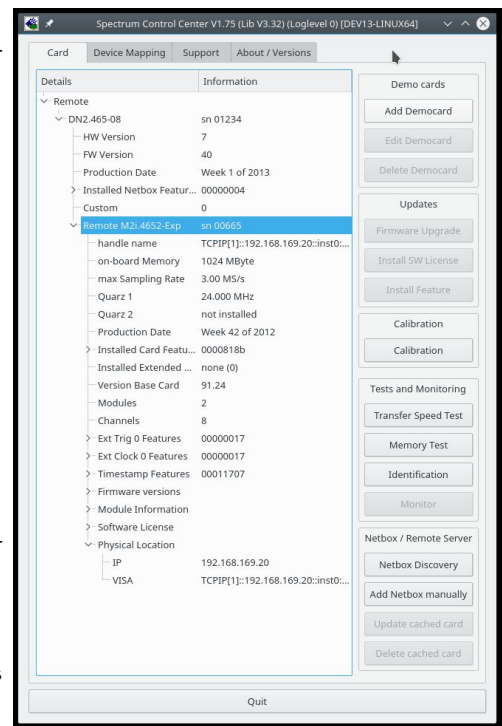 Spectrum Control Center V1.75 (Lib V3.32) (Loglevel 0) [DEV13-LINUX64]
Card Device Mapping Support About / Versions
Details Information
Remote
DN2.465-08 sn 01234
HW Version 7
FW Version 40
Production Date Week 1 of 2013
Installed Netbox Featur... 00000004
Custom 0
Remote M2i.4652-Exp sn 00665
handle name TCPIP[1]::192.168.169.20::inst0:...
on-board Memory 1024 MByte
max Sampling Rate 3.00 MS/s
Quarz 1 24.000 MHz
Quarz 2 not installed
Production Date Week 42 of 2012
Installed Card Featu... 0000818b
Installed Extended ... none (0)
Version Base Card 91.24
Modules 2
Channels 8
Ext Trig 0 Features 00000017
Ext Clock 0 Features 00000017
Timestamp Features 00011707
Firmware versions
Module Information
Software License
Physical Location
IP 192.168.169.20
VISA TCPIP[1]::192.168.169.20::inst0:...
Demo cards
Add Democard
Edit Democard
Delete Democard
Updates
Firmware Upgrade
Install SW License
Install Feature
Calibration
Calibration
Tests and Monitoring
Transfer Speed Test
Memory Test
Identification
Monitor
Netbox / Remote Server
Netbox Discovery
Add Netbox manually
Update cached card
Delete cached card
Quit